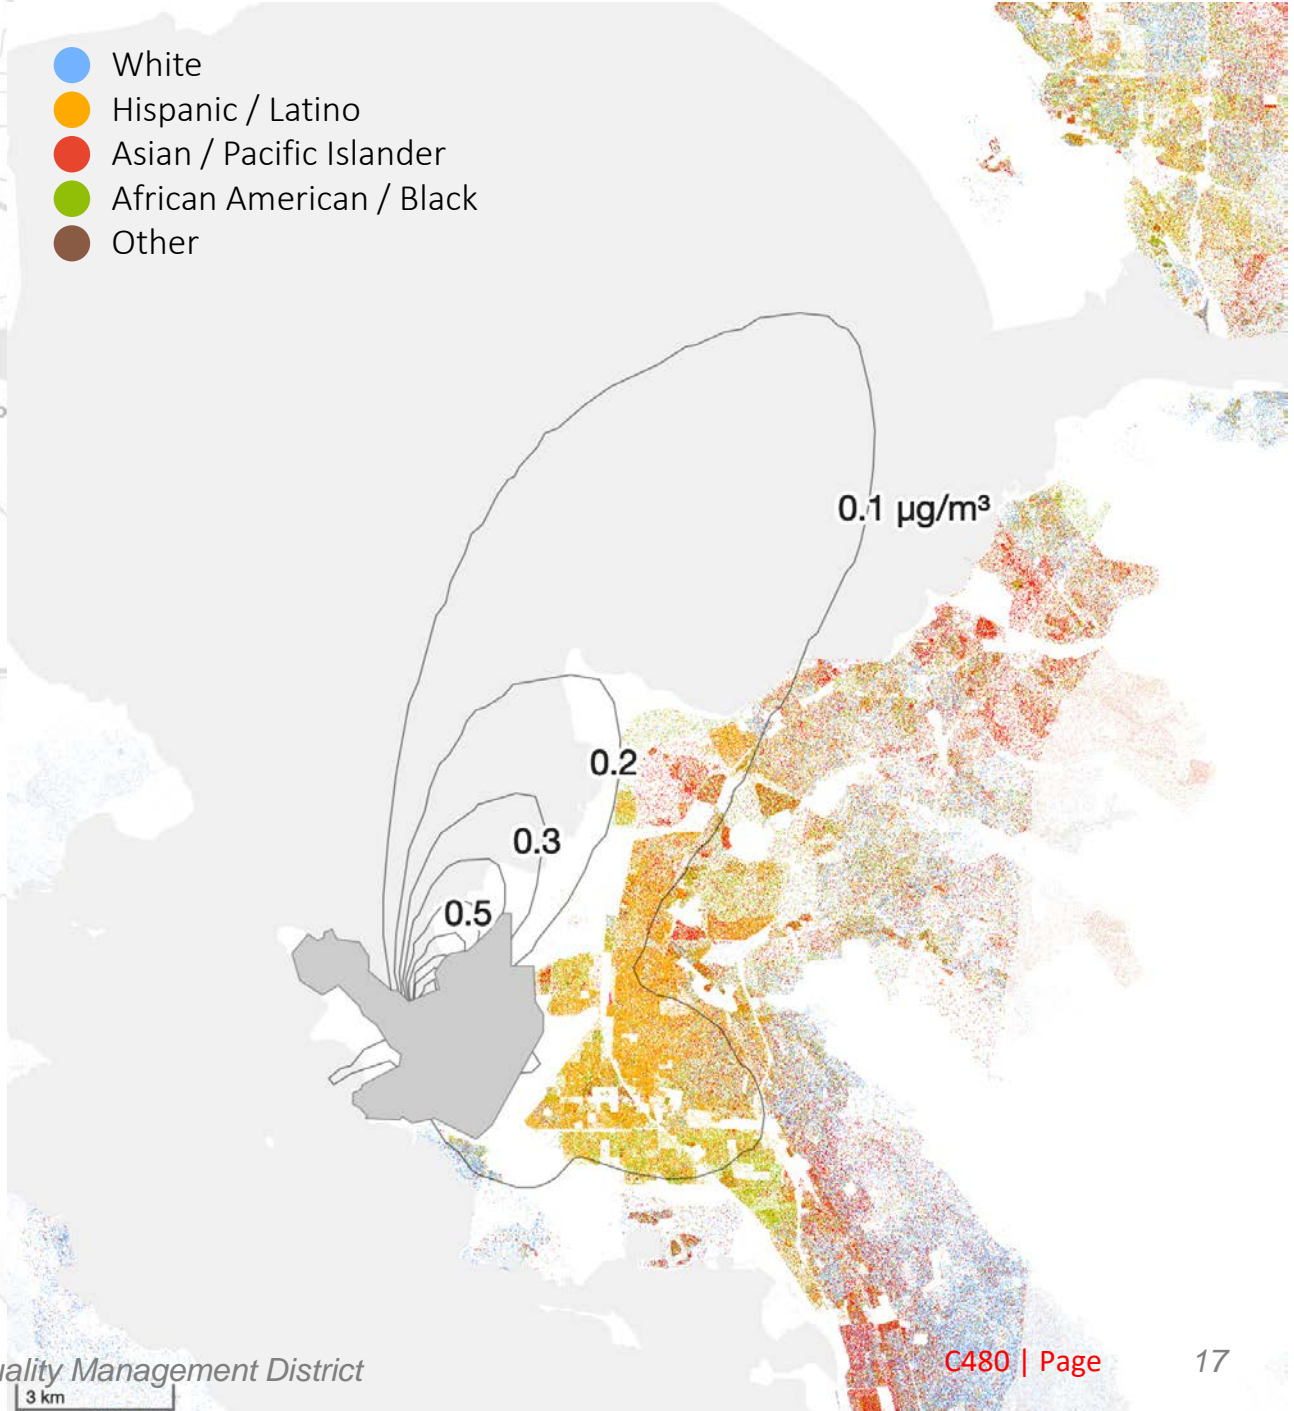 White
Hispanic / Latino
Asian / Pacific Islander
African American / Black
Other
0.1 µg/m³
0.2
0.3
0.5
Management District
C480 | Page
17
3 km